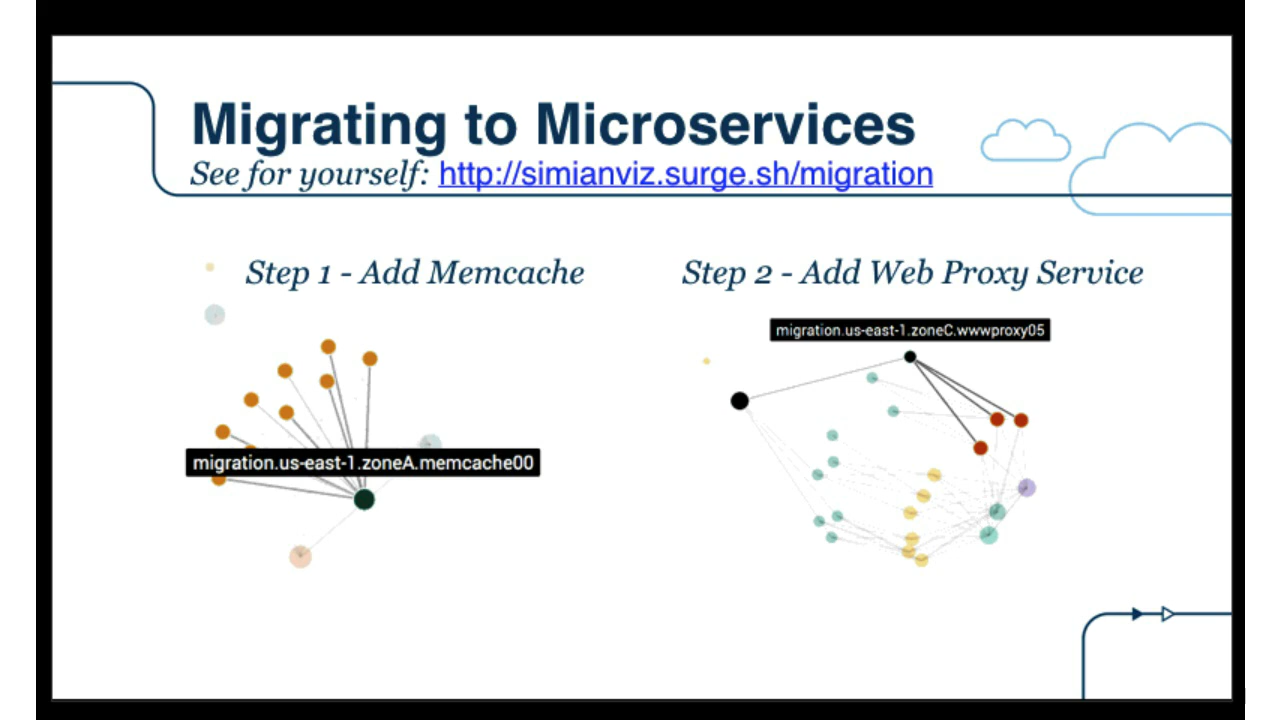 Migrating to Microservices
See for yourself: http://simianviz.surge.sh/migration
Step 1 - Add Memcache
Step 2 - Add Web Proxy Service
migration.us-east-1.zoneC.wwwproxy05
migration.us-east-1.zoneA.memcache00